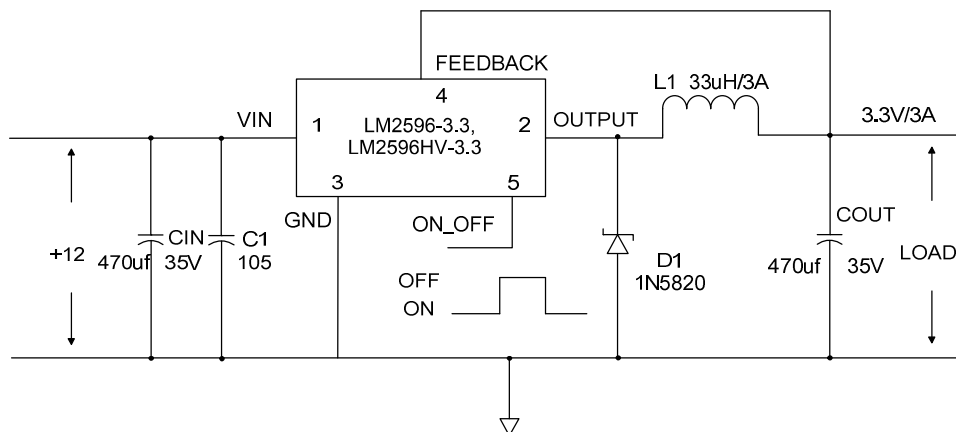 FEEDBACK
4
L1 33uH/3A
VIN
1
LM2596-3.3,
LM2596HV-3.3
2
OUTPUT
3.3V/3A
3
5
GND
ON_OFF
+12
CIN
470uf 35V
C1
105
OFF
ON
D1
1N5820
COUT
470uf 35V
LOAD